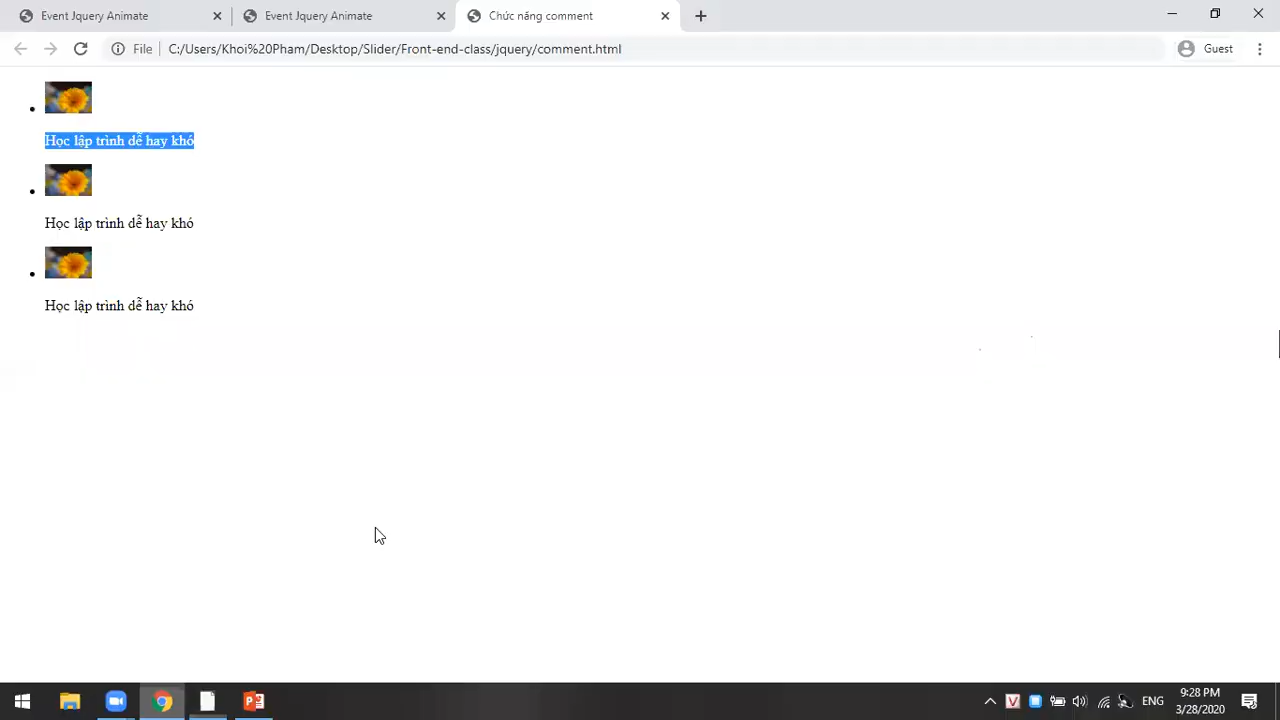 Event Jquery Animate
Event Jquery Animate
Chức năng comment
File
C:/Users/Khoi%20Pham/Desktop/Slider/Front-end-class/jquery/comment.html
Guest
Học lập trình dễ hay khó
Học lập trình dễ hay khó
Học lập trình dễ hay khó
ENG
9:28 PM
3/28/2020